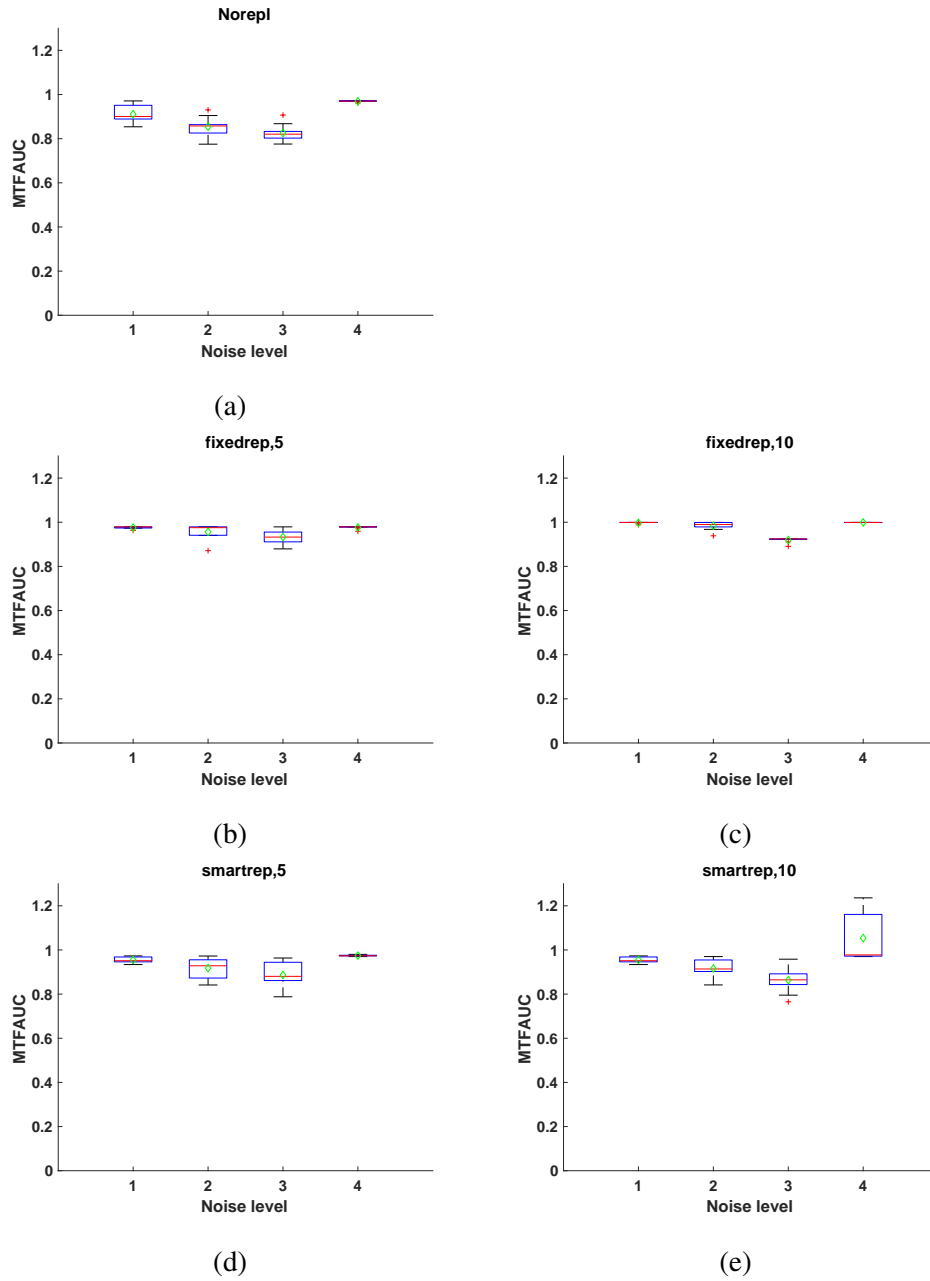 Norepl
1.2
1
0.8
0.6
0.4
0.2
0
MTFAUC
1 2 3 4
Noise level
(a)
fixedrep,5
1.2
1
0.8
0.6
0.4
0.2
0
MTFAUC
1 2 3 4
Noise level
(b)
fixedrep,10
1.2
1
0.8
0.6
0.4
0.2
0
MTFAUC
1 2 3 4
Noise level
(c)
smartrep,5
1.2
1
0.8
0.6
0.4
0.2
0
MTFAUC
1 2 3 4
Noise level
(d)
smartrep,10
1.2
1
0.8
0.6
0.4
0.2
0
MTFAUC
1 2 3 4
Noise level
(e)